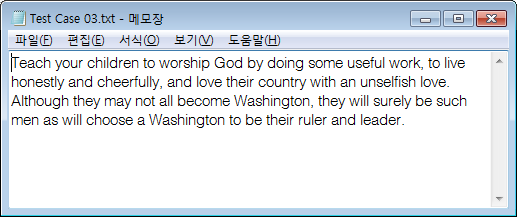 Test Case 03.txt - 메모장
파일(F) 편집(E) 서식(O) 보기(V) 도움말(H)
Teach your children to worship God by doing some useful work, to live
honestly and cheerfully, and love their country with an unselfish love.
Although they may not all become Washington, they will surely be such
men as will choose a Washington to be their ruler and leader.